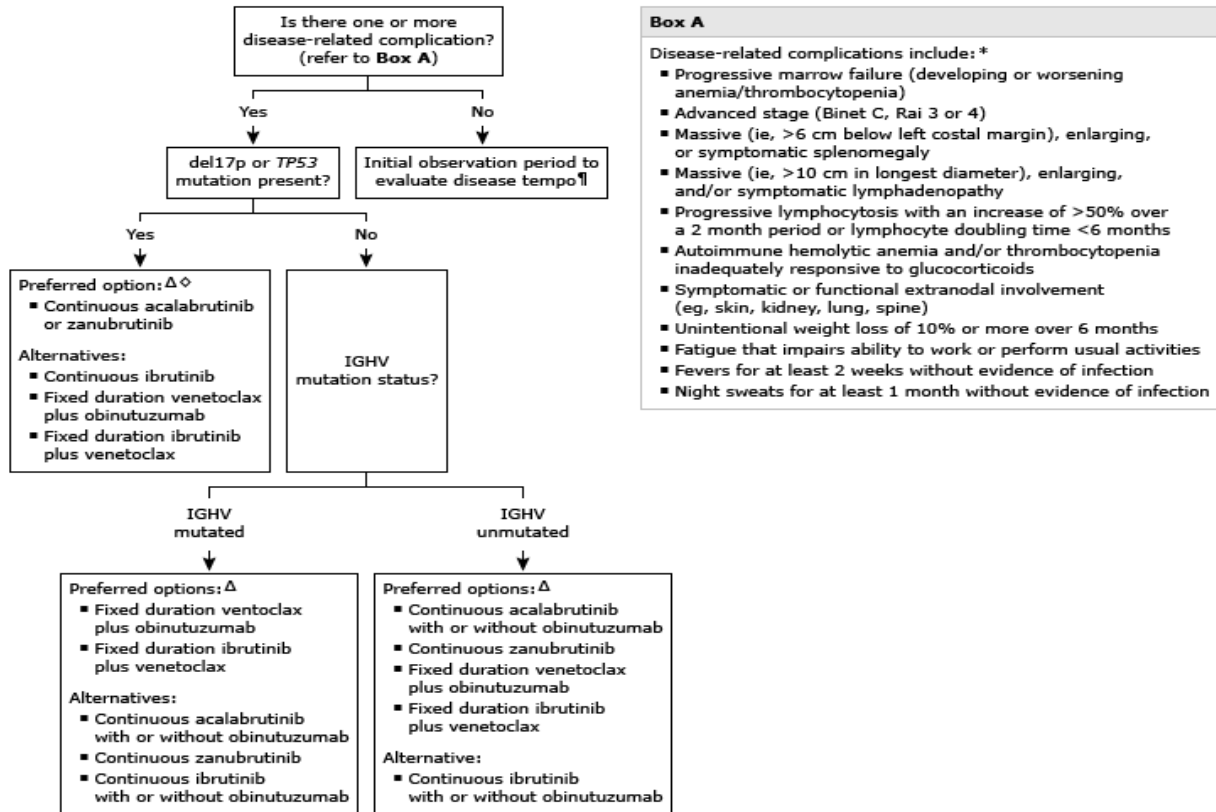 Is there one or more
disease-related complication?
(refer to Box A)
Yes
No
del17p or TP53
mutation present?
Initial observation period to
evaluate disease tempo¶
Yes
No
Preferred option:Δ◇
▪ Continuous acalabrutinib
or zanubrutinib
Alternatives:
▪ Continuous ibrutinib
▪ Fixed duration venetoclax
plus obinutuzumab
▪ Fixed duration ibrutinib
plus venetoclax
IGHV
mutation status?
IGHV
mutated
IGHV
unmutated
Preferred options:Δ
▪ Fixed duration ventoclax
plus obinutuzumab
▪ Fixed duration ibrutinib
plus venetoclax
Alternatives:
▪ Continuous acalabrutinib
with or without obinutuzumab
▪ Continuous zanubrutinib
▪ Continuous ibrutinib
with or without obinutuzumab
Preferred options:Δ
▪ Continuous acalabrutinib
with or without obinutuzumab
▪ Continuous zanubrutinib
▪ Fixed duration venetoclax
plus obinutuzumab
▪ Fixed duration ibrutinib
plus venetoclax
Alternative:
▪ Continuous ibrutinib
with or without obinutuzumab
Box A
Disease-related complications include:*
▪ Progressive marrow failure (developing or worsening
anemia/thrombocytopenia)
▪ Advanced stage (Binet C, Rai 3 or 4)
▪ Massive (ie, >6 cm below left costal margin), enlarging,
or symptomatic splenomegaly
▪ Massive (ie, >10 cm in longest diameter), enlarging,
and/or symptomatic lymphadenopathy
▪ Progressive lymphocytosis with an increase of >50% over
a 2 month period or lymphocyte doubling time <6 months
▪ Autoimmune hemolytic anemia and/or thrombocytopenia
inadequately responsive to glucocorticoids
▪ Symptomatic or functional extranodal involvement
(eg, skin, kidney, lung, spine)
▪ Unintentional weight loss of 10% or more over 6 months
▪ Fatigue that impairs ability to work or perform usual activities
▪ Fevers for at least 2 weeks without evidence of infection
▪ Night sweats for at least 1 month without evidence of infection